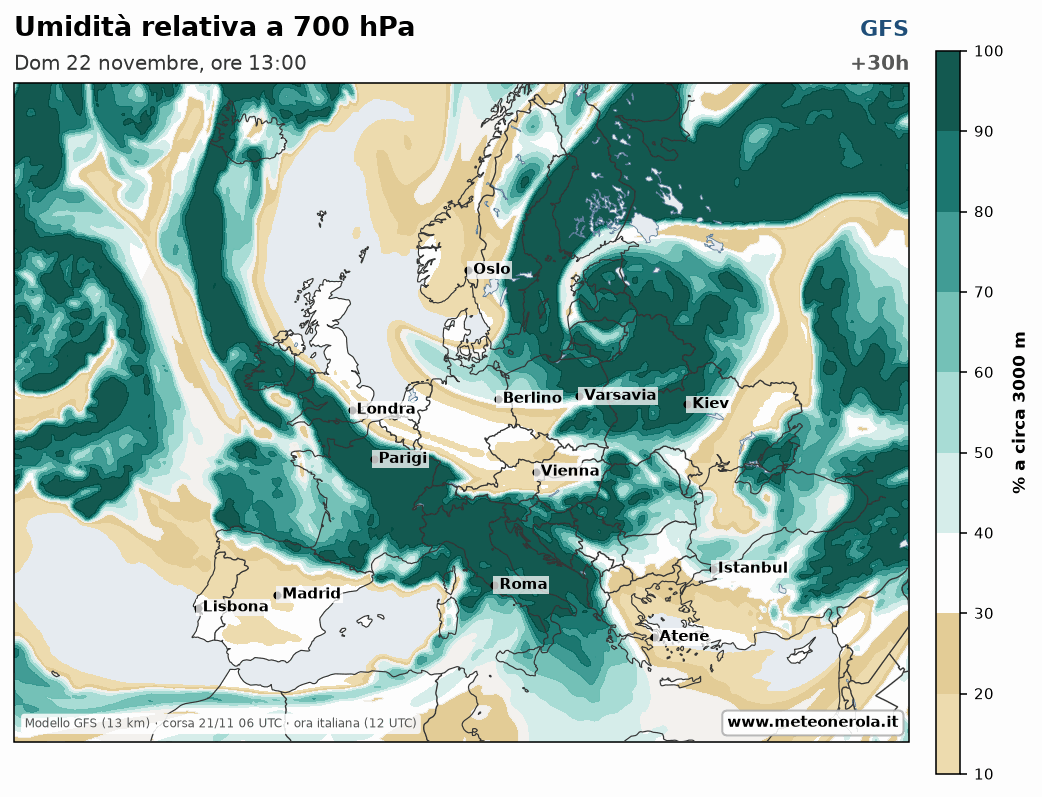 Umidità relativa a 700 hPa
GFS
Dom 22 novembre, ore 13:00
+30h
100
90
80
70
60
50
40
30
20
10
% a circa 3000 m
Oslo
Berlino
Varsavia
Kiev
Londra
Parigi
Vienna
Istanbul
Roma
Madrid
Lisbona
Atene
Modello GFS (13 km) · corsa 21/11 06 UTC · ora italiana (12 UTC)
www.meteonerola.it